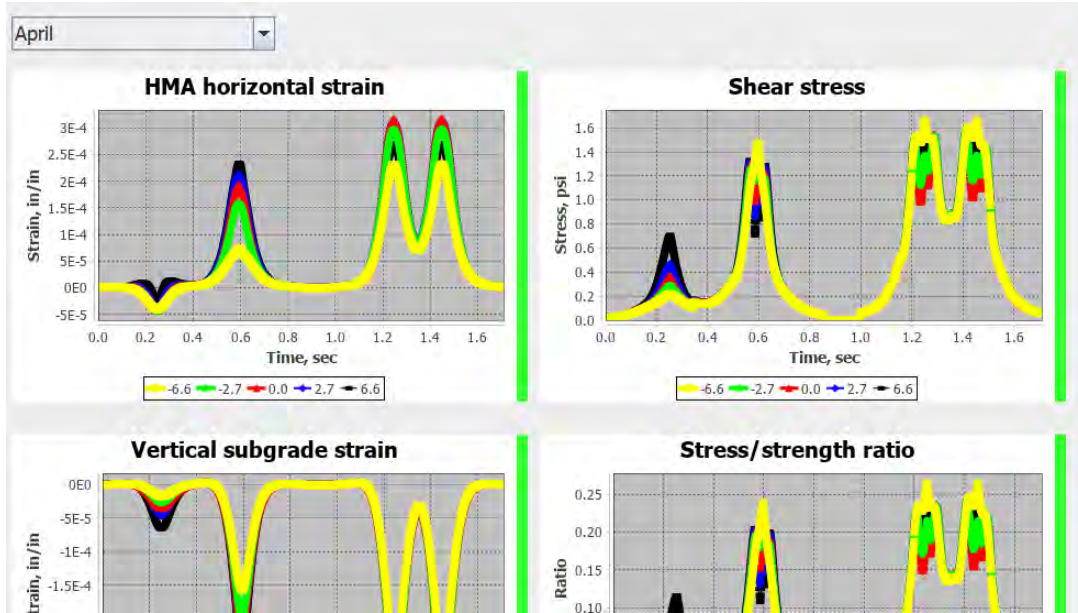 April
HMA horizontal strain
Strain, in/in
3E-4
2.5E-4
2E-4
1.5E-4
1E-4
5E-5
0E0
-5E-5
0.0 0.2 0.4 0.6 0.8 1.0 1.2 1.4 1.6
Time, sec
-6.6 -2.7 0.0 2.7 6.6
Shear stress
Stress, psi
1.6
1.4
1.2
1.0
0.8
0.6
0.4
0.2
0.0
0.0 0.2 0.4 0.6 0.8 1.0 1.2 1.4 1.6
Time, sec
-6.6 -2.7 0.0 2.7 6.6
Vertical subgrade strain
train, in/in
0E0
-5E-5
-1E-4
-1.5E-4
Stress/strength ratio
Ratio
0.25
0.20
0.15
0.10